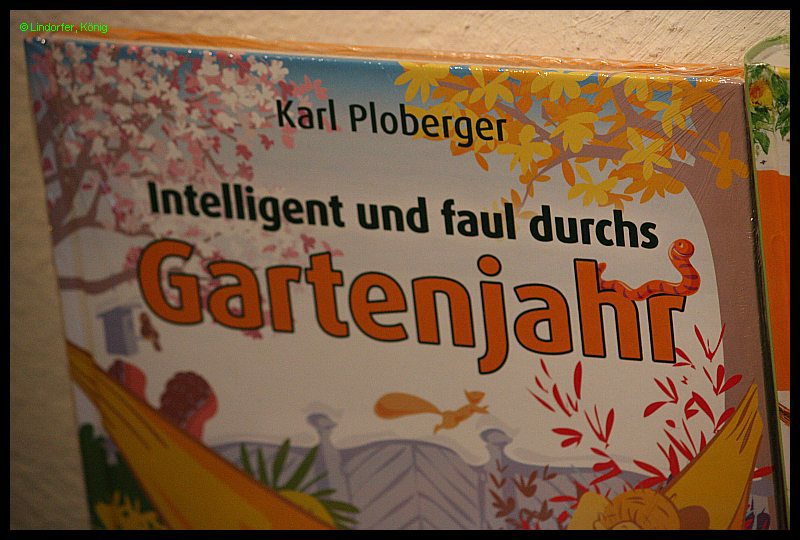 © Lindorfer, König
Karl Ploberger
Intelligent und faul durchs
Gartenjahr